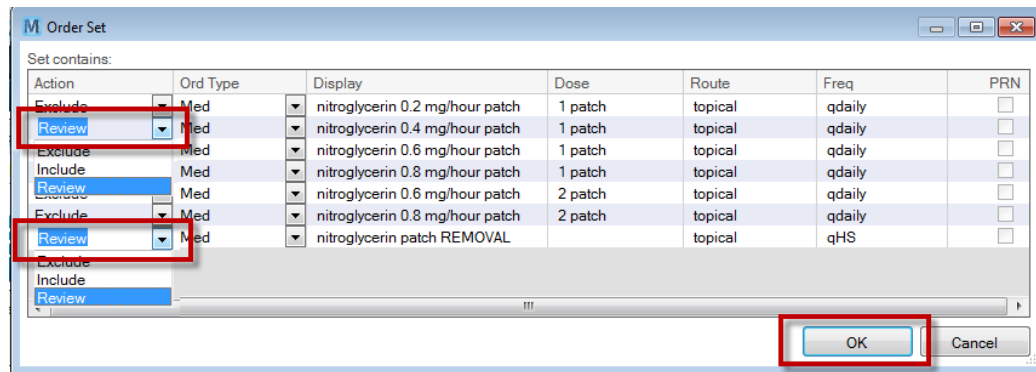 M Order Set
Set contains:
Action Ord Type Display Dose Route Freq PRN
Exclude Med nitroglycerin 0.2 mg/hour patch 1 patch topical qdaily
Review Med nitroglycerin 0.4 mg/hour patch 1 patch topical qdaily
Exclude Med nitroglycerin 0.6 mg/hour patch 1 patch topical qdaily
Include Med nitroglycerin 0.8 mg/hour patch 1 patch topical qdaily
Review Exclude Med nitroglycerin 0.6 mg/hour patch 2 patch topical qdaily
Exclude Med nitroglycerin 0.8 mg/hour patch 2 patch topical qdaily
Review Med nitroglycerin patch REMOVAL topical qHS
Exclude
Include
Review
OK Cancel